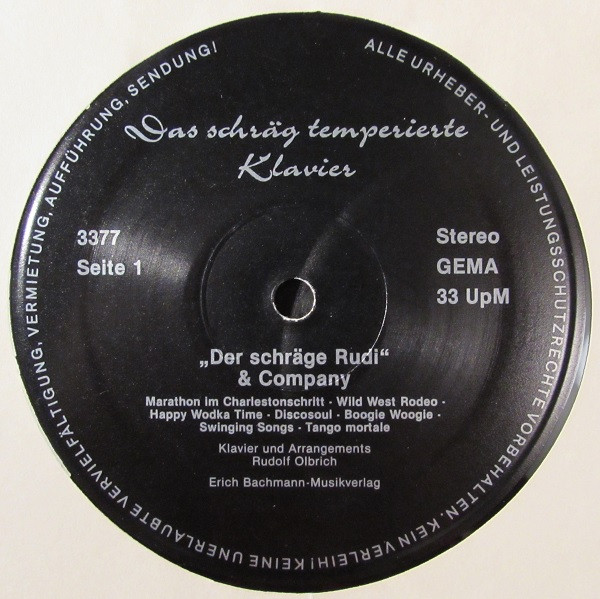 ALLE URHEBER- UND LEISTUNGSSCHUTZRECHTE VORBEHALTEN. KEIN VERLEIH! KEINE UNERLAUBTE VERVIELFÄLTIGUNG, VERMIETUNG, AUFFÜHRUNG, SENDUNG!
Das schräg temperierte
Klavier
3377
Seite 1
Stereo
GEMA
33 UpM
„Der schräge Rudi“
& Company
Marathon im Charlestonschritt · Wild West Rodeo ·
Happy Wodka Time · Discosoul · Boogie Woogie ·
Swinging Songs · Tango mortale
Klavier und Arrangements
Rudolf Olbrich
Erich Bachmann-Musikverlag